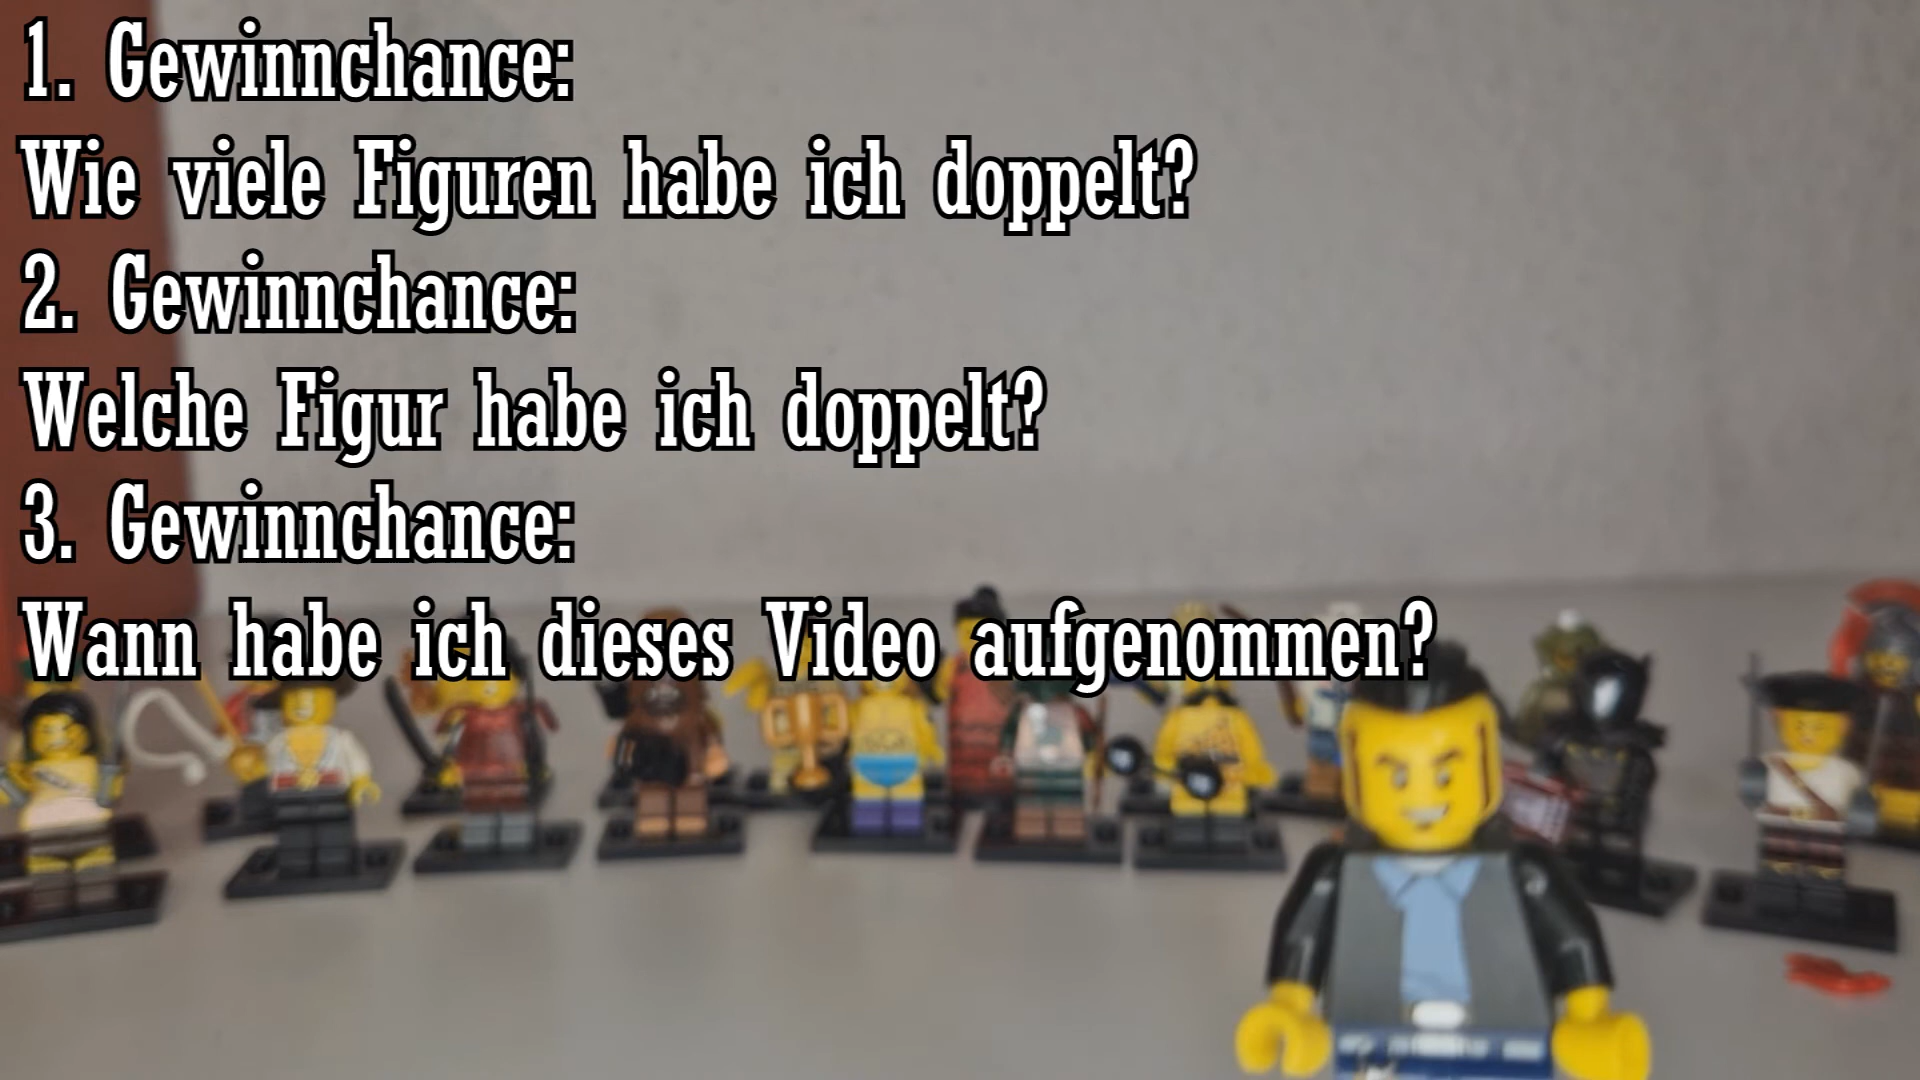 1. Gewinnchance:
Wie viele Figuren habe ich doppelt?
2. Gewinnchance:
Welche Figur habe ich doppelt?
3. Gewinnchance:
Wann habe ich dieses Video aufgenommen?